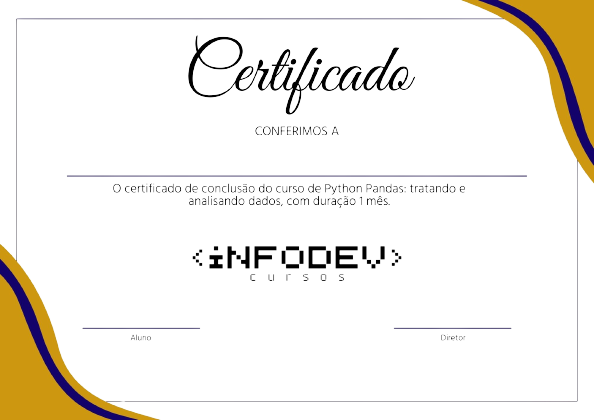 Certificado
CONFERIMOS A
O certificado de conclusão do curso de Python Pandas: tratando e
analisando dados, com duração 1 mês.
<iNFODEV>
cursos
Aluno
Diretor